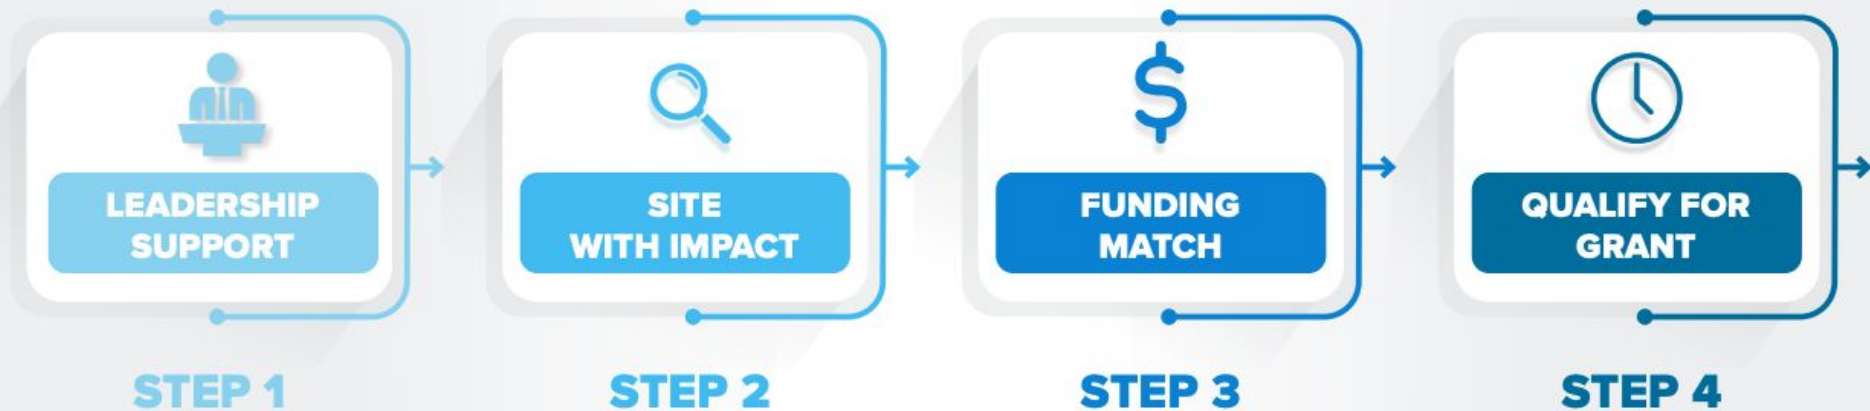 LEADERSHIP
SUPPORT
SITE
WITH IMPACT
FUNDING
MATCH
QUALIFY FOR
GRANT
STEP 1
STEP 2
STEP 3
STEP 4